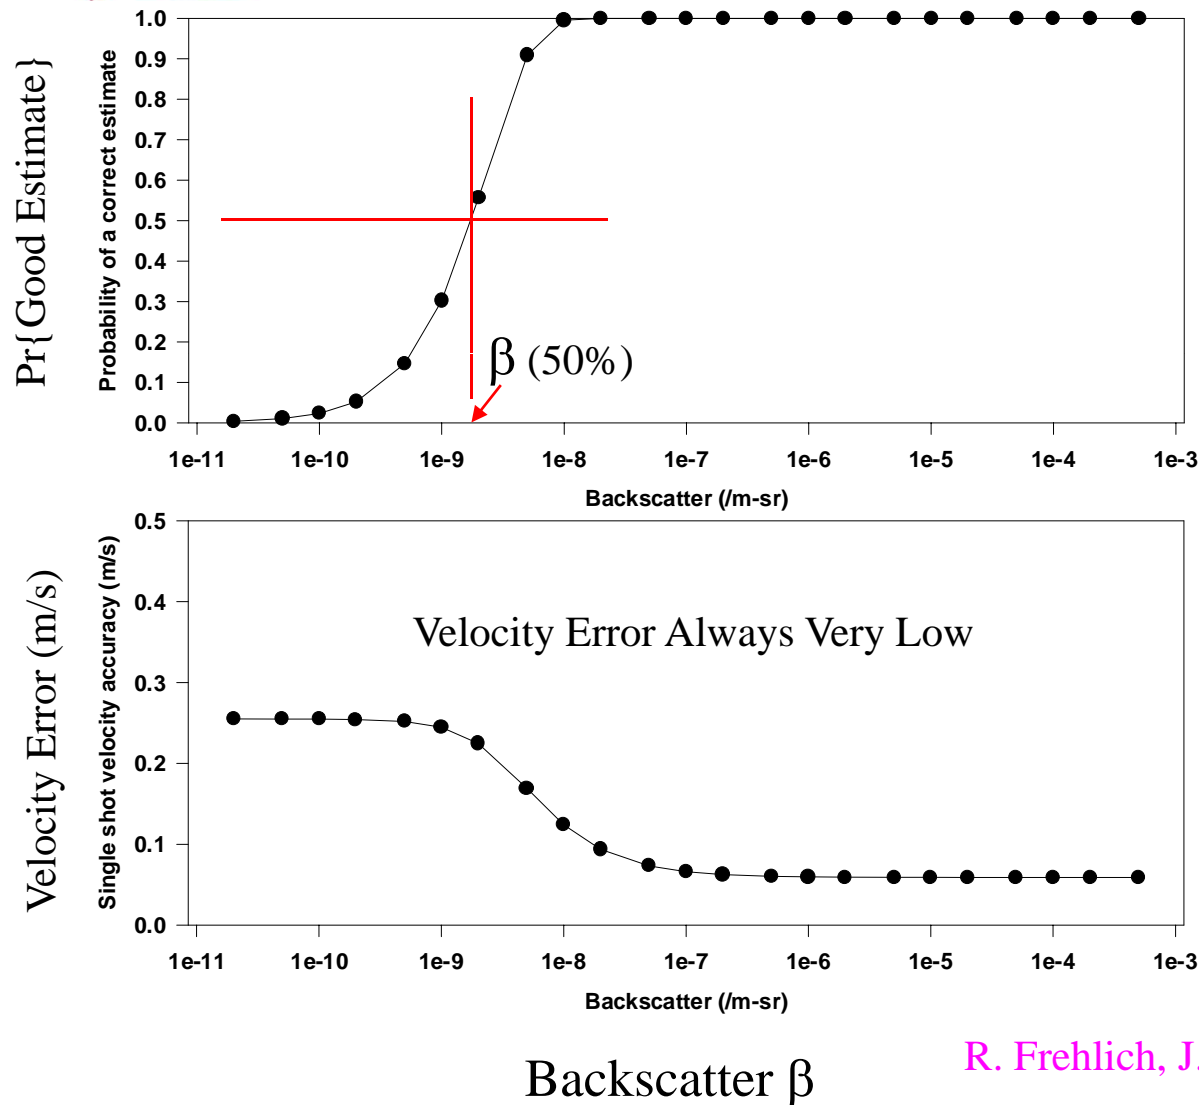 Pr{Good Estimate}
Probability of a correct estimate
1.0
0.9
0.8
0.7
0.6
0.5
0.4
0.3
0.2
0.1
0.0
β (50%)
1e-11 1e-10 1e-9 1e-8 1e-7 1e-6 1e-5 1e-4 1e-3
Backscatter (/m-sr)
Velocity Error (m/s)
Single shot velocity accuracy (m/s)
0.5
0.4
0.3
0.2
0.1
0.0
Velocity Error Always Very Low
1e-11 1e-10 1e-9 1e-8 1e-7 1e-6 1e-5 1e-4 1e-3
Backscatter (/m-sr)
Backscatter β
R. Frehlich, J.